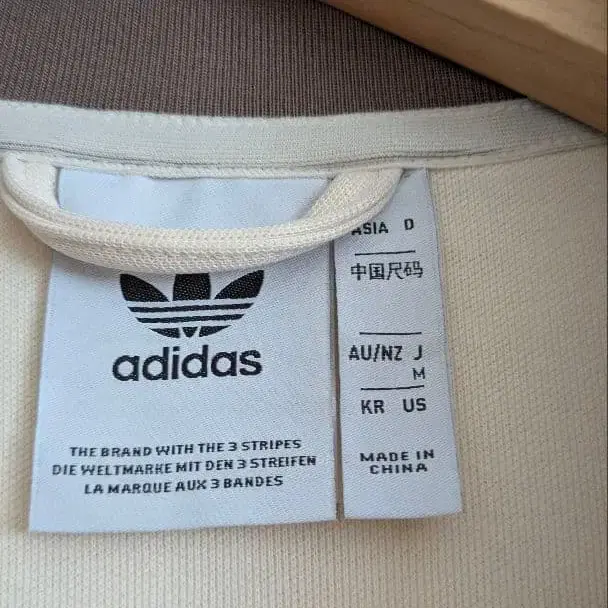 adidas
THE BRAND WITH THE 3 STRIPES
DIE WELTMARKE MIT DEN 3 STREIFEN
LA MARQUE AUX 3 BANDES
ASIA D
中国尺码
AU/NZ J
M
KR US
MADE IN
CHINA